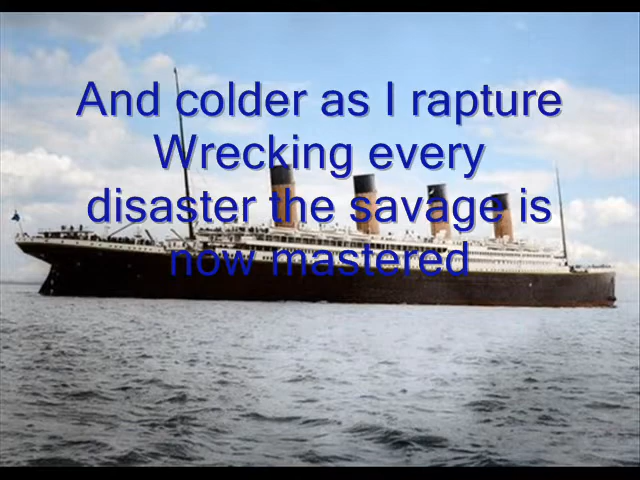 And colder as I rapture
Wrecking every
disaster the savage is
now mastered